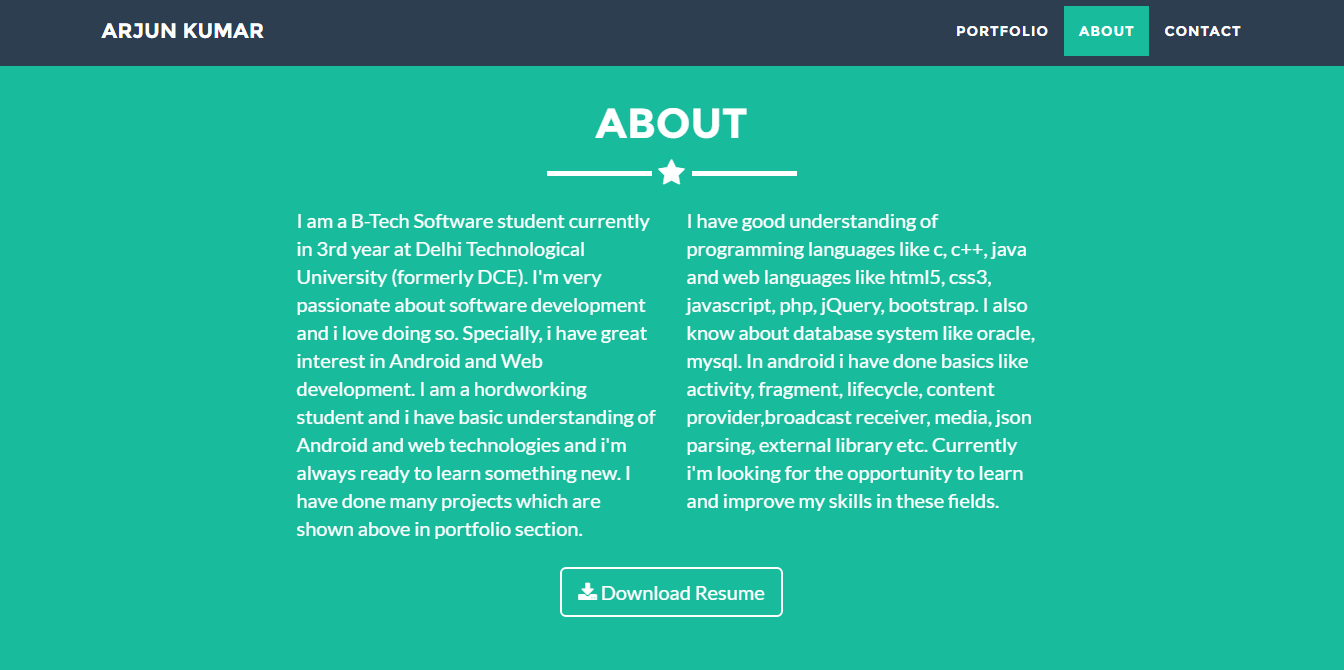 ARJUN KUMAR
PORTFOLIO
ABOUT
CONTACT
ABOUT
I am a B-Tech Software student currently
in 3rd year at Delhi Technological
University (formerly DCE). I'm very
passionate about software development
and i love doing so. Specially, i have great
interest in Android and Web
development. I am a hordworking
student and i have basic understanding of
Android and web technologies and i'm
always ready to learn something new. I
have done many projects which are
shown above in portfolio section.
I have good understanding of
programming languages like c, c++, java
and web languages like html5, css3,
javascript, php, jQuery, bootstrap. I also
know about database system like oracle,
mysql. In android i have done basics like
activity, fragment, lifecycle, content
provider,broadcast receiver, media, json
parsing, external library etc. Currently
i'm looking for the opportunity to learn
and improve my skills in these fields.
Download Resume